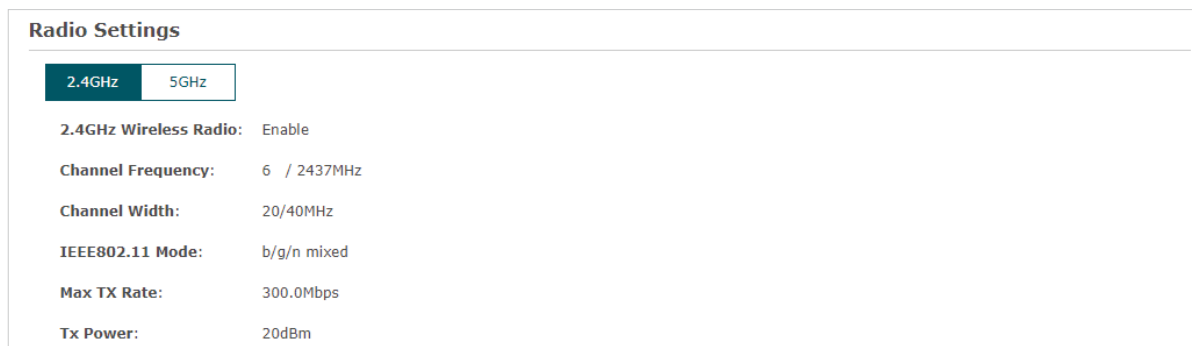 Radio Settings
2.4GHz 5GHz
2.4GHz Wireless Radio: Enable
Channel Frequency: 6 / 2437MHz
Channel Width: 20/40MHz
IEEE802.11 Mode: b/g/n mixed
Max TX Rate: 300.0Mbps
Tx Power: 20dBm